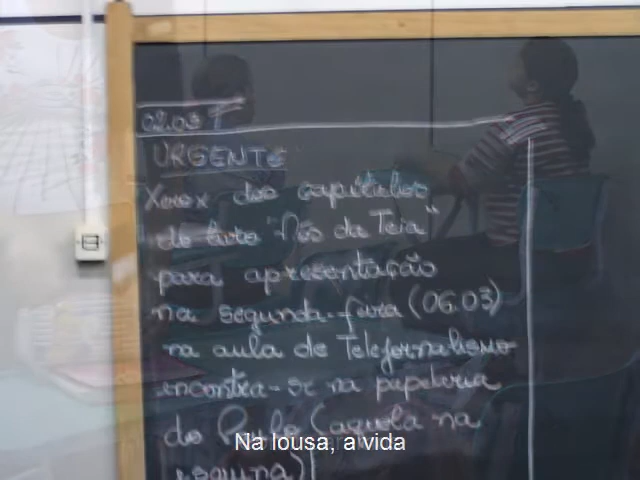 02.03
URGENTE
Xerox dos capítulos
do livro "Nós da Teia"
para apresentação
na segunda-feira (06.03)
na aula de Telejornalismo
encontra-se na papelaria
do Paulo (aquela na
esquina)
Na lousa, a vida